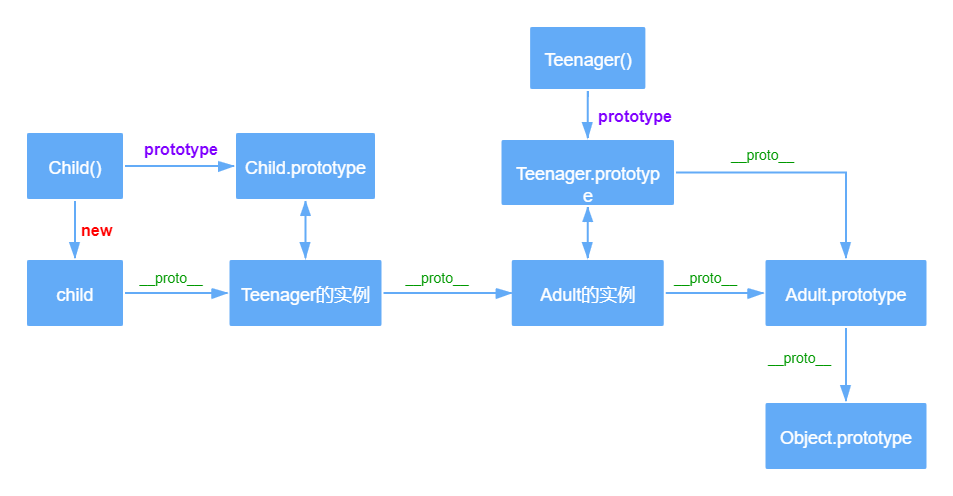 Teenager()
prototype
Child()
prototype
Child.prototype
Teenager.prototyp
e
__proto__
new
child
__proto__
Teenager的实例
__proto__
Adult的实例
__proto__
Adult.prototype
__proto__
Object.prototype